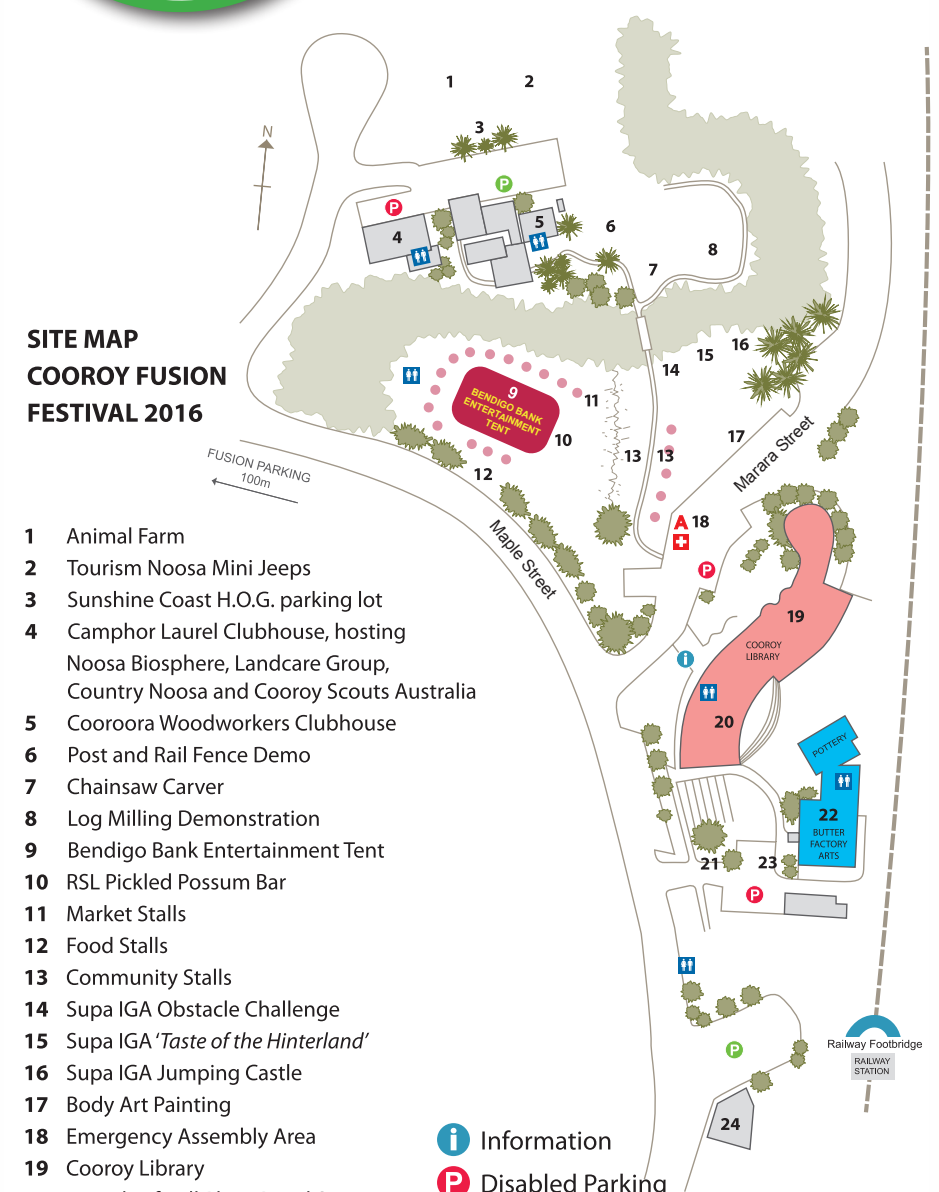 1 2
3
N
P
P
4
5
6
7
8
SITE MAP
COOROY FUSION
FESTIVAL 2016
16
15
14
9
BENDIGO BANK
ENTERTAINMENT
TENT
11
10
12
13
13
17
Marara Street
FUSION PARKING
100m
Maple Street
A 18
P
19
COOROY
LIBRARY
i
20
POTTERY
22
BUTTER
FACTORY
ARTS
21
23
P
P
Railway Footbridge
RAILWAY
STATION
24
1 Animal Farm
2 Tourism Noosa Mini Jeeps
3 Sunshine Coast H.O.G. parking lot
4 Camphor Laurel Clubhouse, hosting
Noosa Biosphere, Landcare Group,
Country Noosa and Cooroy Scouts Australia
5 Cooroora Woodworkers Clubhouse
6 Post and Rail Fence Demo
7 Chainsaw Carver
8 Log Milling Demonstration
9 Bendigo Bank Entertainment Tent
10 RSL Pickled Possum Bar
11 Market Stalls
12 Food Stalls
13 Community Stalls
14 Supa IGA Obstacle Challenge
15 Supa IGA ‘Taste of the Hinterland’
16 Supa IGA Jumping Castle
17 Body Art Painting
18 Emergency Assembly Area
19 Cooroy Library
i Information
P Disabled Parking